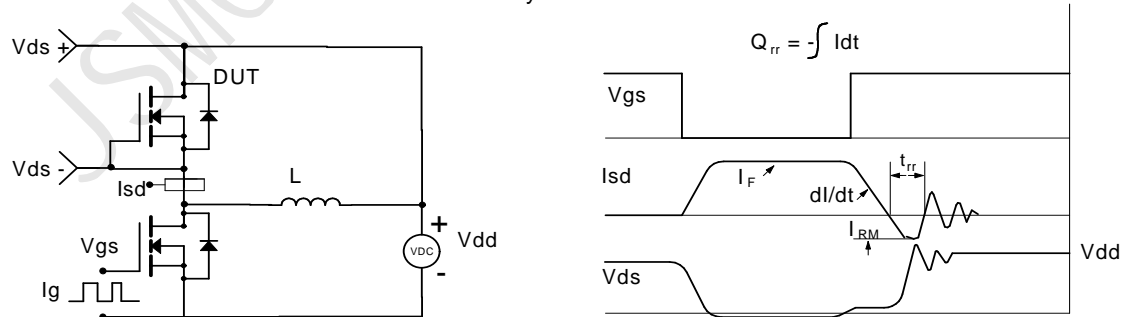 Vds +
DUT
Vds -
Isd
L
Vgs
Ig
+
VDC
-
Vdd
Q rr = -∫ Idt
Vgs
Isd
I F
dI/dt
t rr
I RM
Vds
Vdd